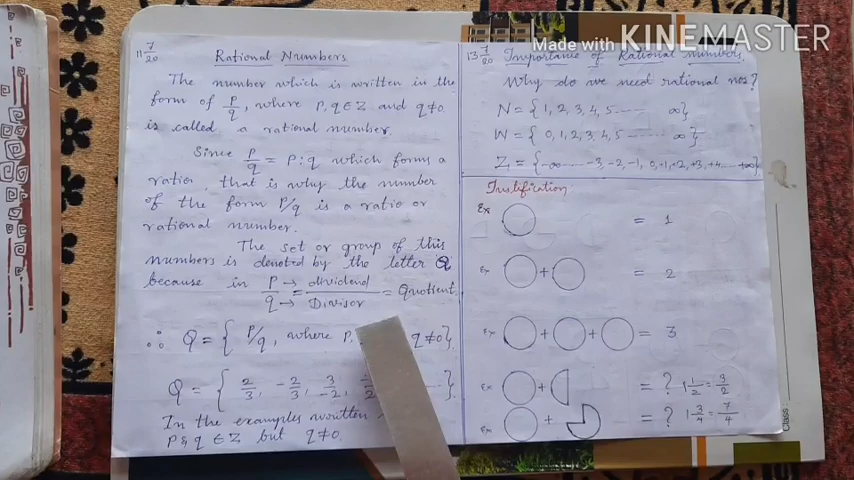 11 7/20
Rational Numbers
The number which is written in the
form of P/q, where P, q ∈ Z and q ≠ 0
is called a rational number.
Since P/q = P : q which forms a
ratio, that is why the number
of the form P/q is a ratio or
rational number.
The set or group of this
numbers is denoted by the letter Q
because in P/q → dividend / → Divisor = Quotient
∴ Q = { P/q, where P, q ≠ 0}
Q = { 2/3, -2/3, 3/-2, }
In the examples written
P & q ∈ Z but q ≠ 0.
13 7/20 Importance of Rational numbers
Made with KINEMASTER
Why do we need rational nos?
N = { 1, 2, 3, 4, 5 ------ ∞}
W = { 0, 1, 2, 3, 4, 5 ------ ∞}
Z = {-∞ ------ -3, -2, -1, 0, +1, +2, +3, +4 .... +∞}
Justification:
Ex = 1
Ex + = 2
Ex + + = 3
Ex + = ? 1 1/2 = 3/2
Ex + = ? 1 3/4 = 7/4
Class